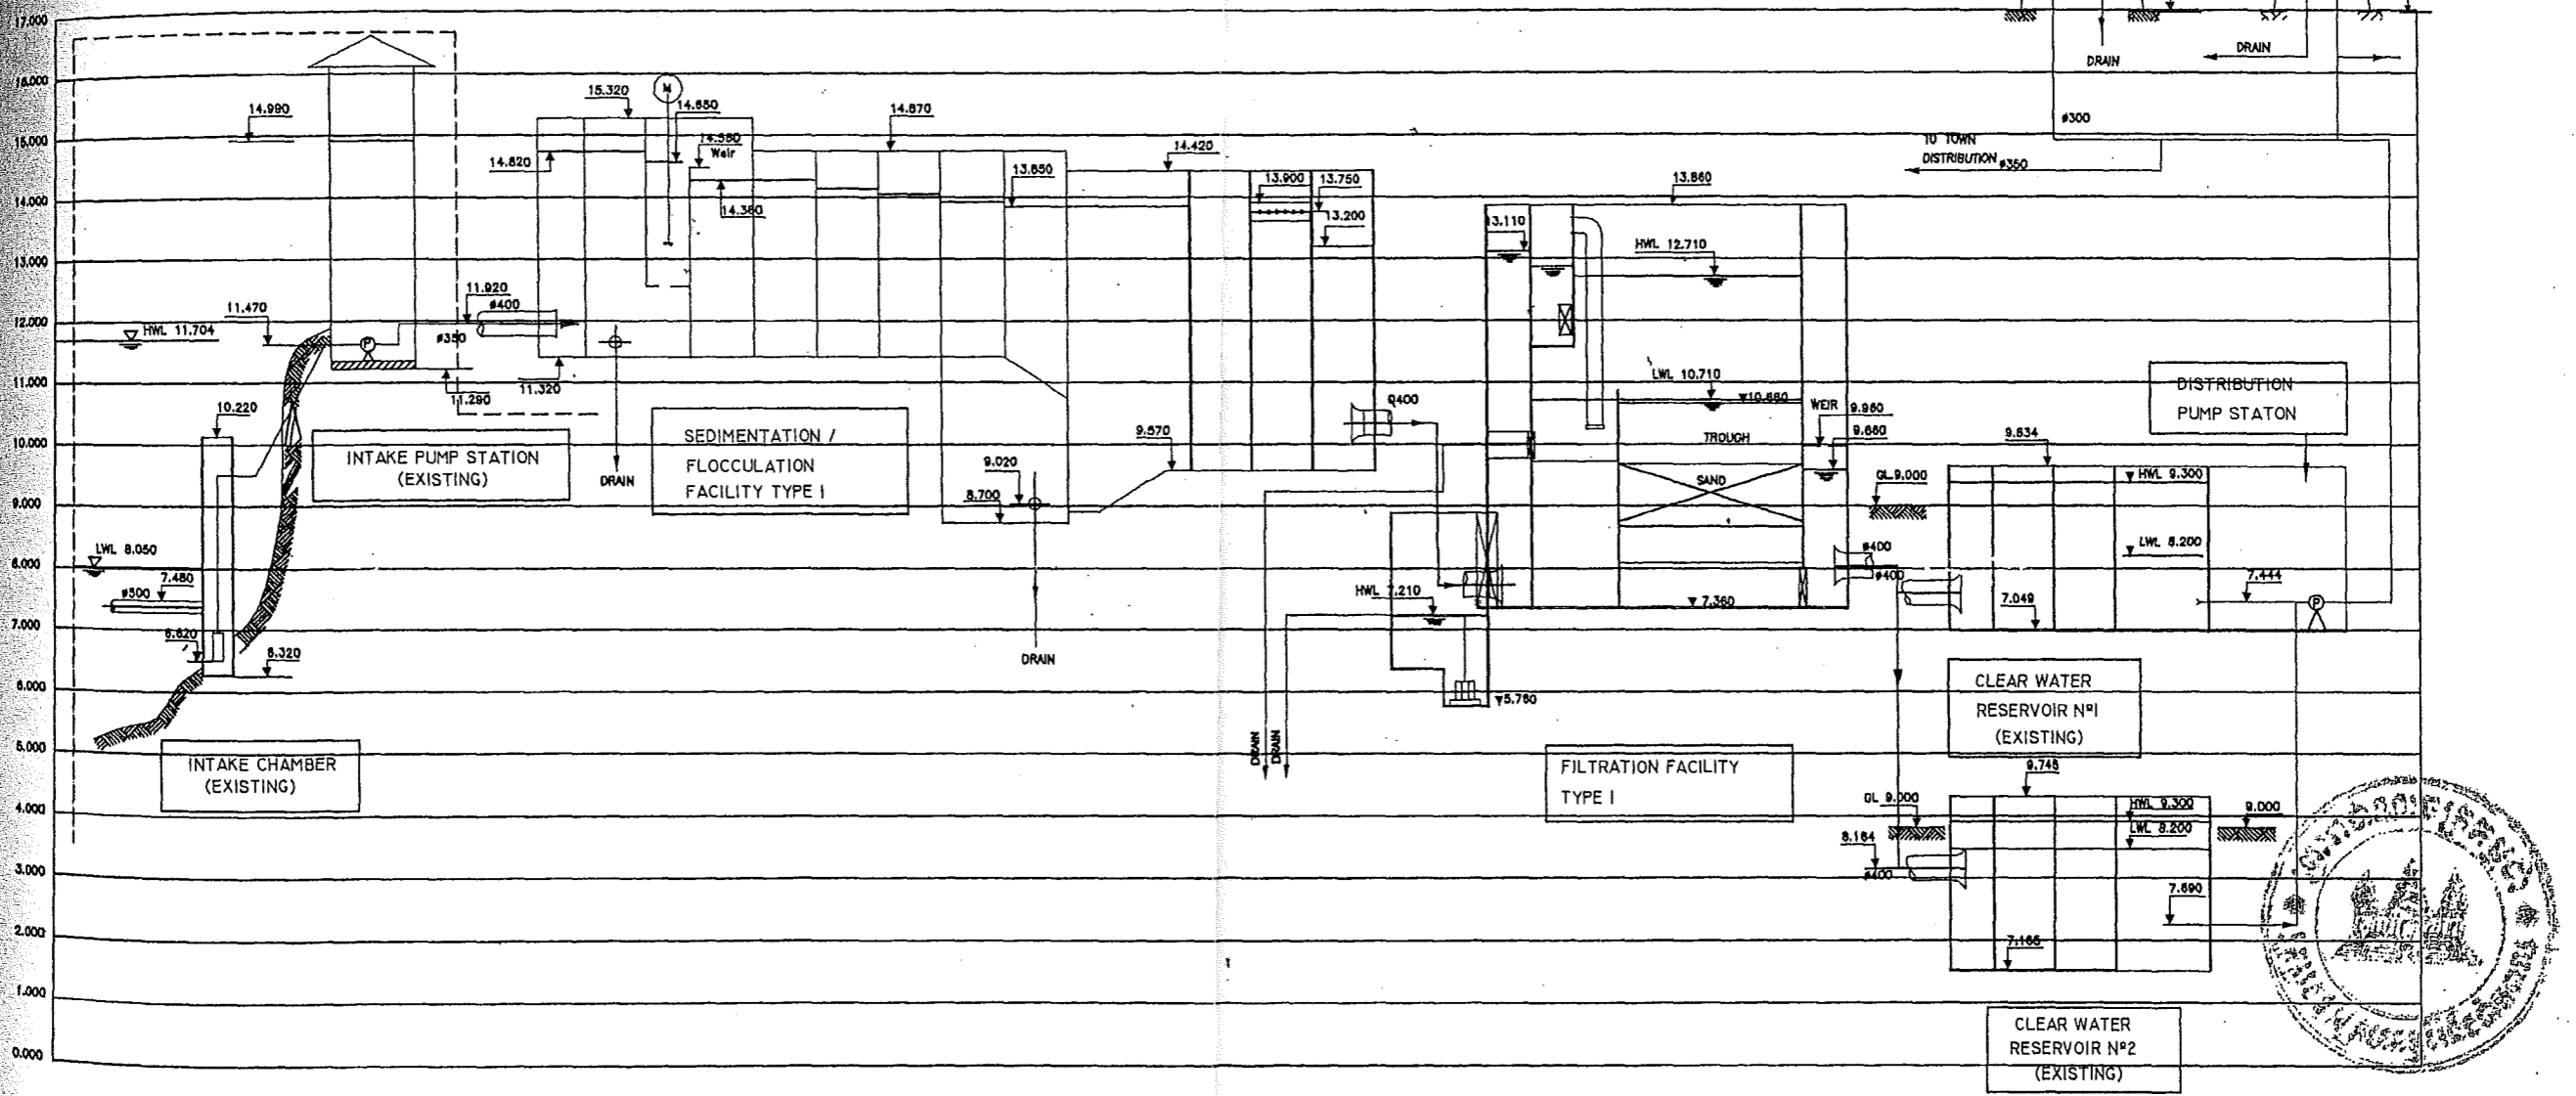 17.000
16.000
15.000
14.000
13.000
12.000
11.000
10.000
9.000
8.000
7.000
6.000
5.000
4.000
3.000
2.000
1.000
0.000
14.990
11.470
HWL 11.704
10.220
LWL 8.050
7.480
ø500
6.620
6.320
INTAKE CHAMBER
(EXISTING)
11.920
ø400
ø350
11.290
INTAKE PUMP STATION
(EXISTING)
15.320
M
14.650
14.580
Weir
14.820
14.360
14.870
13.850
11.320
DRAIN
SEDIMENTATION /
FLOCCULATION
FACILITY TYPE I
9.020
8.700
DRAIN
14.420
13.900
13.750
13.200
9.570
Ø400
HWL 7.210
5.760
DRAIN
DRAIN
13.110
13.860
HWL 12.710
LWL 10.710
10.680
TROUGH
SAND
7.360
WEIR 9.960
9.660
FILTRATION FACILITY
TYPE I
DRAIN
DRAIN
ø300
TO TOWN
DISTRIBUTION ø350
GL.9.000
ø400
ø400
9.634
HWL 9.300
LWL 8.200
7.049
7.444
P
P
DISTRIBUTION
PUMP STATON
CLEAR WATER
RESERVOIR Nº1
(EXISTING)
9.745
GL 9.000
HWL 9.300
LWL 8.200
9.000
8.164
ø400
7.690
7.165
CLEAR WATER
RESERVOIR Nº2
(EXISTING)